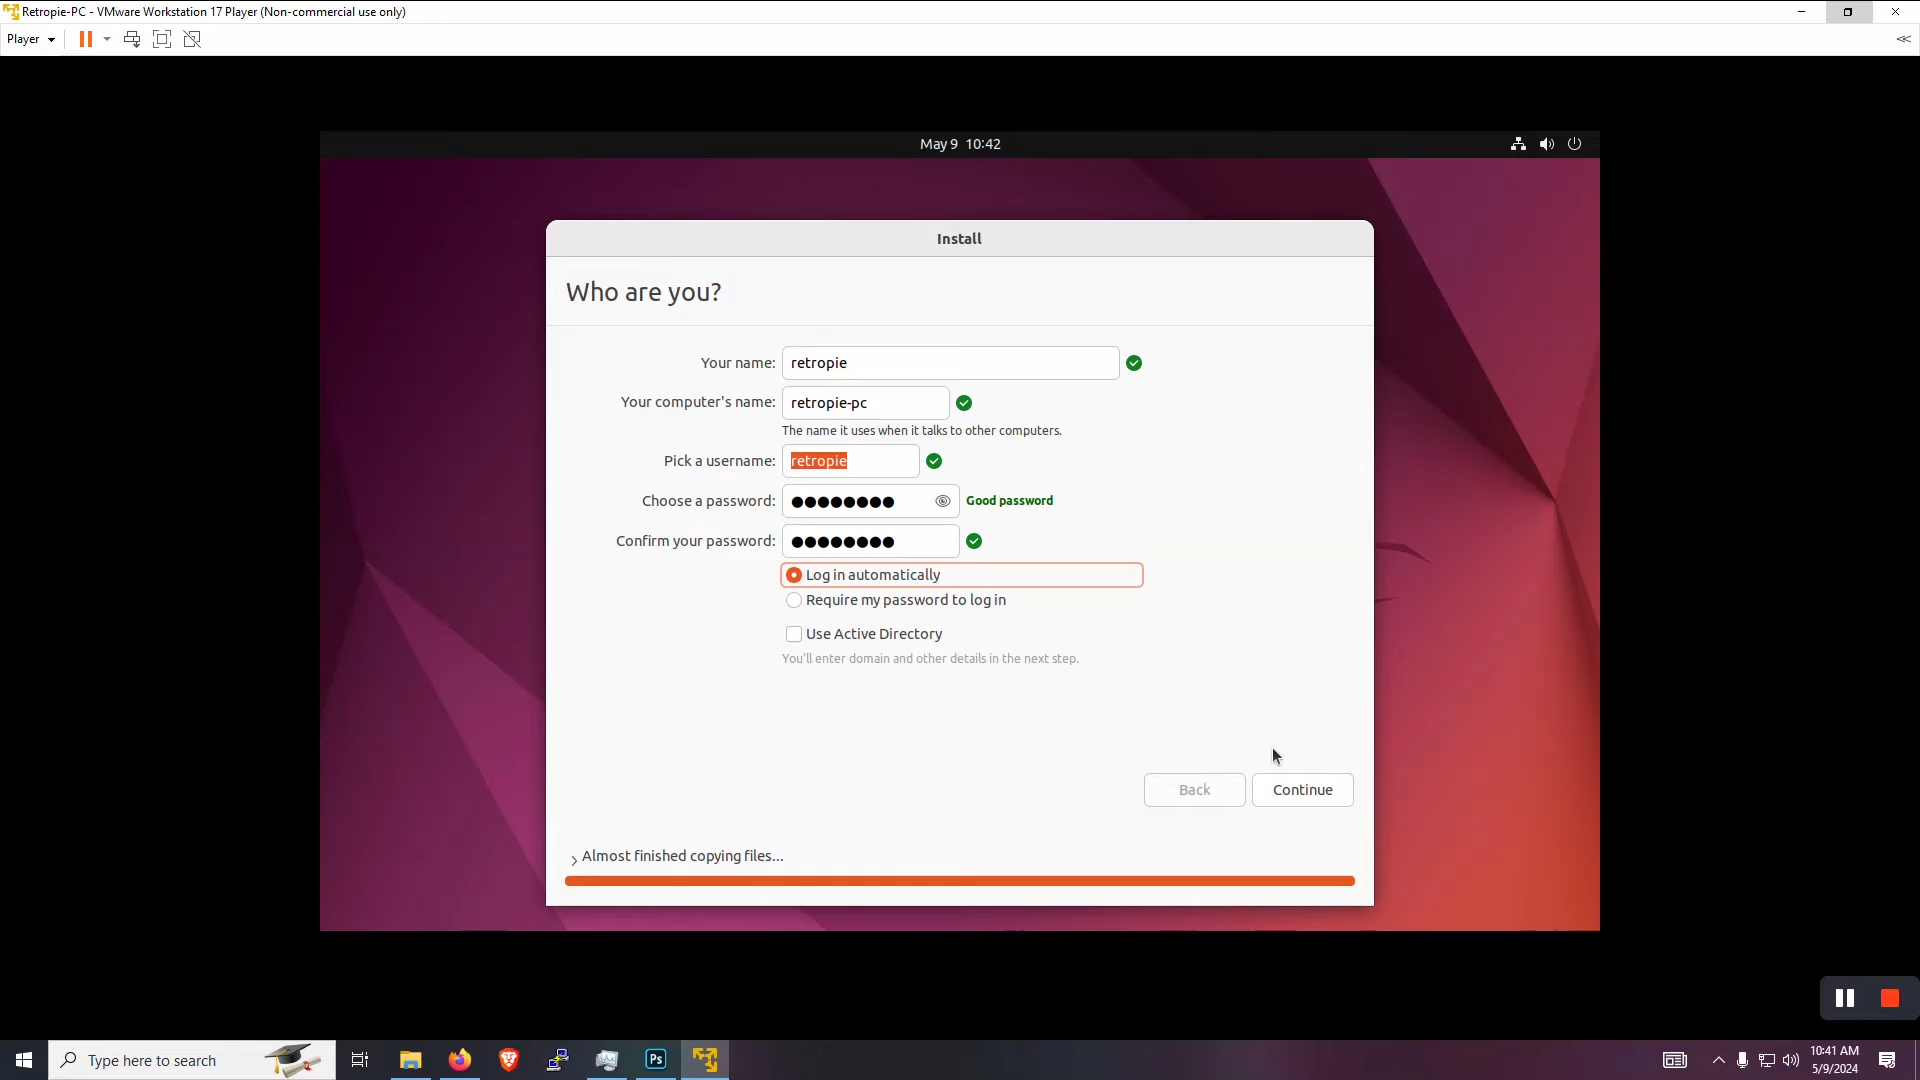 Retropie-PC - VMware Workstation 17 Player (Non-commercial use only)
Player
May 9 10:42
Install
Who are you?
Your name: retropie
Your computer's name: retropie-pc
The name it uses when it talks to other computers.
Pick a username: retropie
Choose a password: ●●●●●●●● Good password
Confirm your password: ●●●●●●●●
Log in automatically
Require my password to log in
Use Active Directory
You'll enter domain and other details in the next step.
Back Continue
Almost finished copying files...
Type here to search
Ps
10:41 AM
5/9/2024